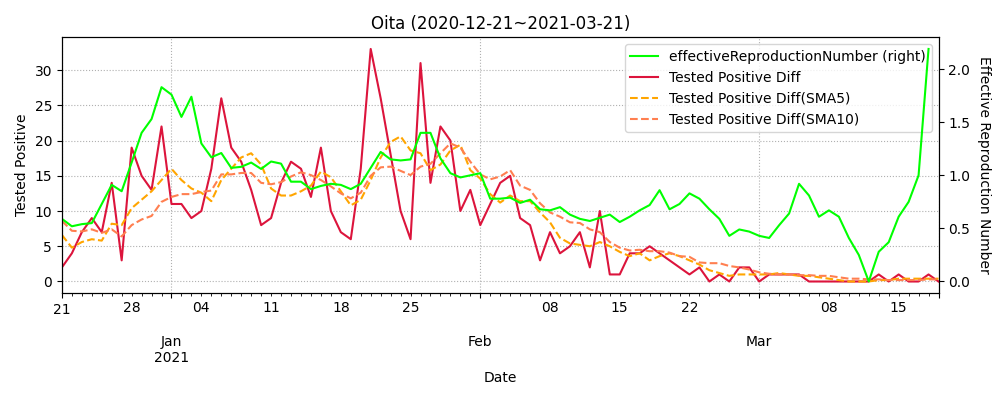 Oita (2020-12-21~2021-03-21)
effectiveReproductionNumber (right)
Tested Positive Diff
Tested Positive Diff(SMA5)
Tested Positive Diff(SMA10)
Tested Positive
30
25
20
15
10
5
0
Effective Reproduction Number
2.0
1.5
1.0
0.5
0.0
21 28 04 11 18 25 08 15 22 08 15
Jan Feb Mar
2021
Date